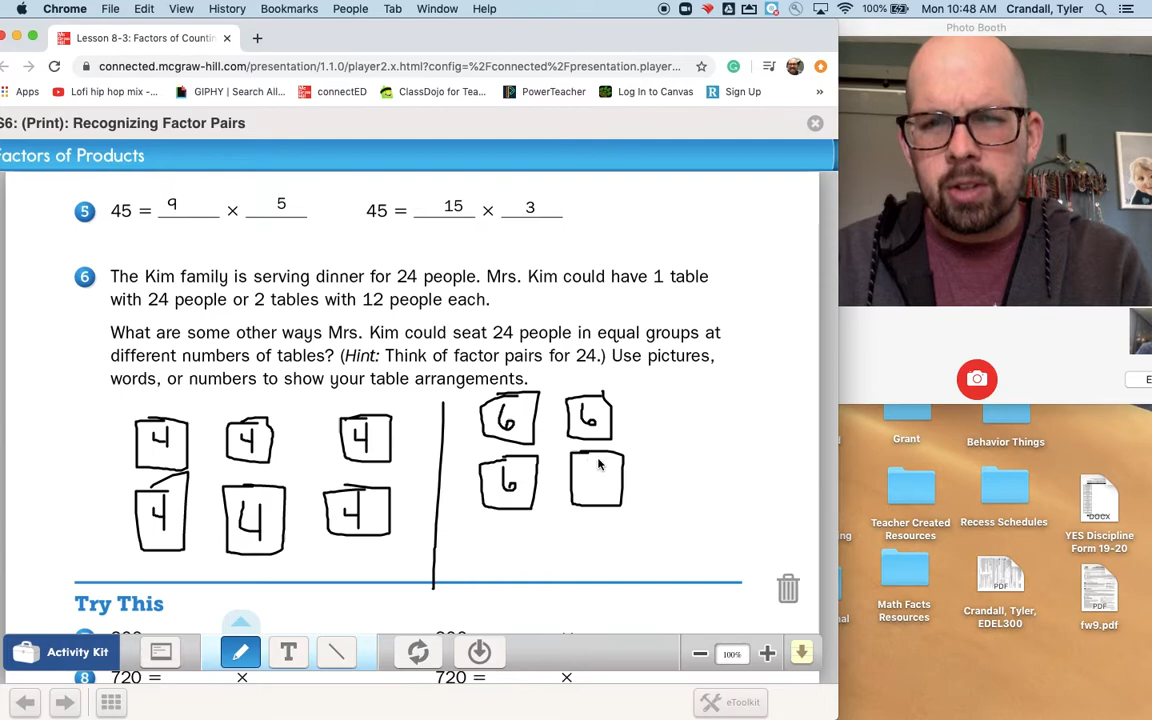 Chrome File Edit View History Bookmarks People Tab Window Help 100% Mon 10:48 AM Crandall, Tyler
Lesson 8-3: Factors of Countin
Photo Booth
connected.mcgraw-hill.com/presentation/1.1.0/player2.x.html?config=%2Fconnected%2Fpresentation.player...
Apps Lofi hip hop mix -... GIPHY | Search All... connectED ClassDojo for Tea... PowerTeacher Log In to Canvas Sign Up »
S6: (Print): Recognizing Factor Pairs
Factors of Products
5 45 = 9 × 5 45 = 15 × 3
6 The Kim family is serving dinner for 24 people. Mrs. Kim could have 1 table
with 24 people or 2 tables with 12 people each.
What are some other ways Mrs. Kim could seat 24 people in equal groups at
different numbers of tables? (Hint: Think of factor pairs for 24.) Use pictures,
words, or numbers to show your table arrangements.
4 4 4 6 6
4 4 4 6
Try This
8 720 = × 720 = ×
Activity Kit T 100%
eToolkit
E
Grant Behavior Things
Teacher Created
Resources
Recess Schedules
DOCX
YES Discipline
Form 19-20
ing
Math Facts
Resources
PDF
Crandall, Tyler,
EDEL300
PDF
fw9.pdf
nal